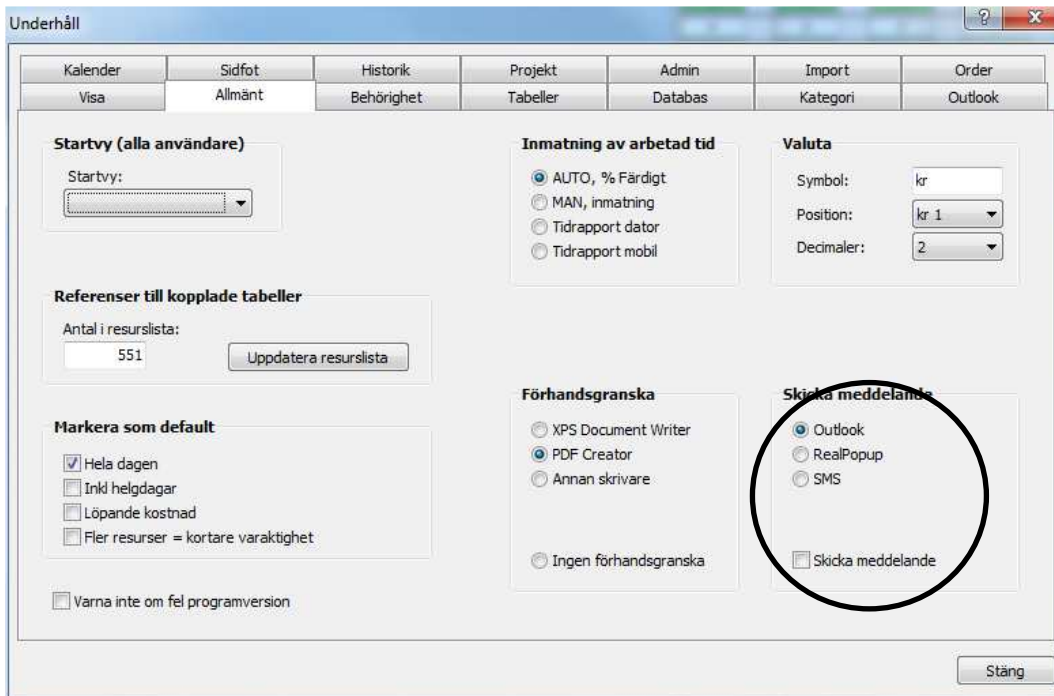 Underhåll
Kalender Sidfot Historik Projekt Admin Import Order
Visa Allmänt Behörighet Tabeller Databas Kategori Outlook
Startvy (alla användare)
Startvy:
Inmatning av arbetad tid
AUTO, % Färdigt
MAN, inmatning
Tidrapport dator
Tidrapport mobil
Valuta
Symbol: kr
Position: kr 1
Decimaler: 2
Referenser till kopplade tabeller
Antal i resurslista:
551 Uppdatera resurslista
Markera som default
Hela dagen
Inkl helgdagar
Löpande kostnad
Fler resurser = kortare varaktighet
Förhandsgranska
XPS Document Writer
PDF Creator
Annan skrivare
Ingen förhandsgranska
Skicka meddelande
Outlook
RealPopup
SMS
Skicka meddelande
Varna inte om fel programversion
Stäng